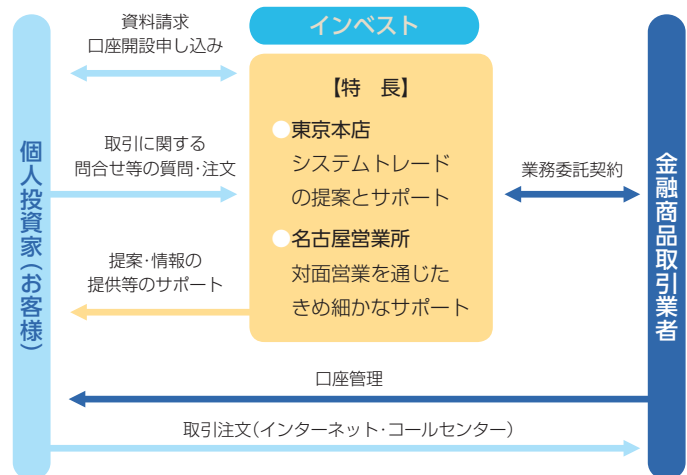 資料請求
口座開設申し込み
インベスト
【特　長】
●東京本店
システムトレード
の提案とサポート
●名古屋営業所
対面営業を通じた
きめ細かなサポート
取引に関する
問合せ等の質問・注文
提案・情報の
提供等のサポート
個人投資家（お客様）
業務委託契約
金融商品取引業者
口座管理
取引注文（インターネット・コールセンター）